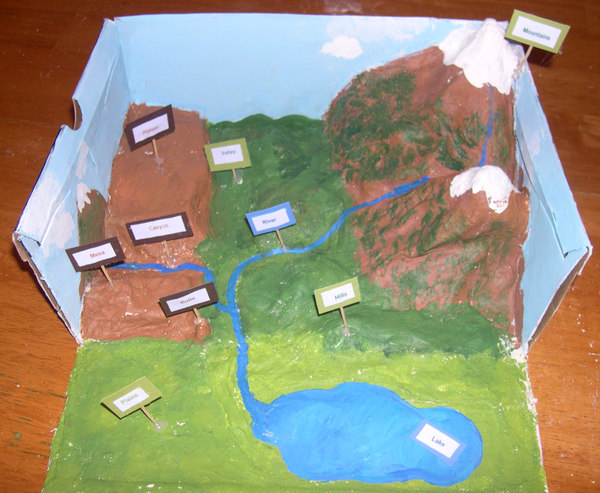 Mountains
Plateau
Valley
River
Canyon
Mesa
Butte
Hills
Plains
Lake